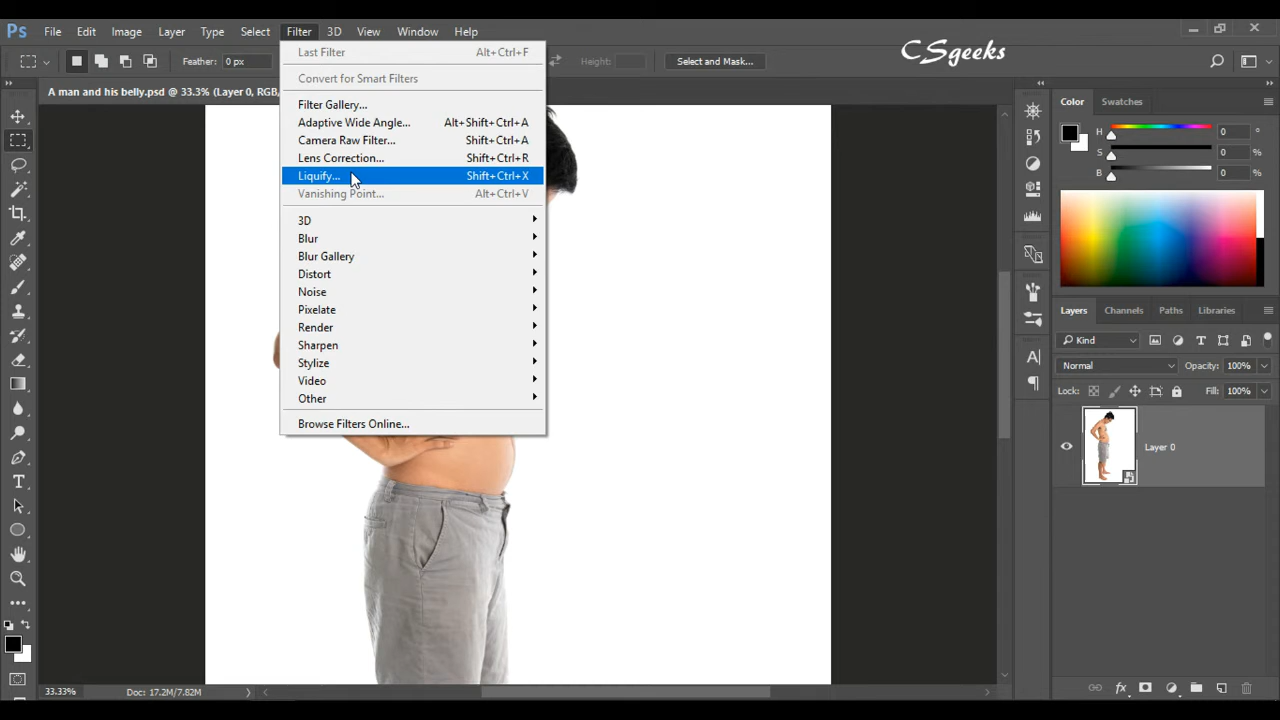 Ps File Edit Image Layer Type Select Filter 3D View Window Help
Feather: 0 px Height: Select and Mask... CSgeeks
A man and his belly.psd @ 33.3% (Layer 0, RGB,
Last Filter Alt+Ctrl+F
Convert for Smart Filters
Filter Gallery...
Adaptive Wide Angle... Alt+Shift+Ctrl+A
Camera Raw Filter... Shift+Ctrl+A
Lens Correction... Shift+Ctrl+R
Liquify... Shift+Ctrl+X
Vanishing Point... Alt+Ctrl+V
3D
Blur
Blur Gallery
Distort
Noise
Pixelate
Render
Sharpen
Stylize
Video
Other
Browse Filters Online...
Color Swatches
H 0 °
S 0 %
B 0 %
Layers Channels Paths Libraries
Kind
Normal Opacity: 100%
Lock: Fill: 100%
Layer 0
33.33% Doc: 17.2M/7.82M